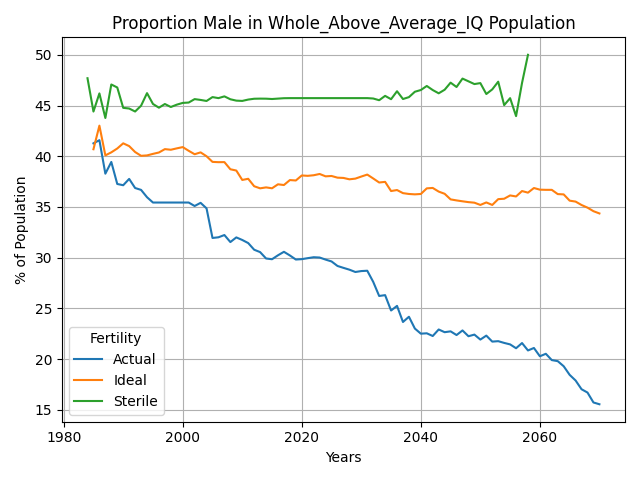 Proportion Male in Whole_Above_Average_IQ Population
% of Population
50
45
40
35
30
25
20
15
Fertility
Actual
Ideal
Sterile
1980
2000
2020
2040
2060
Years